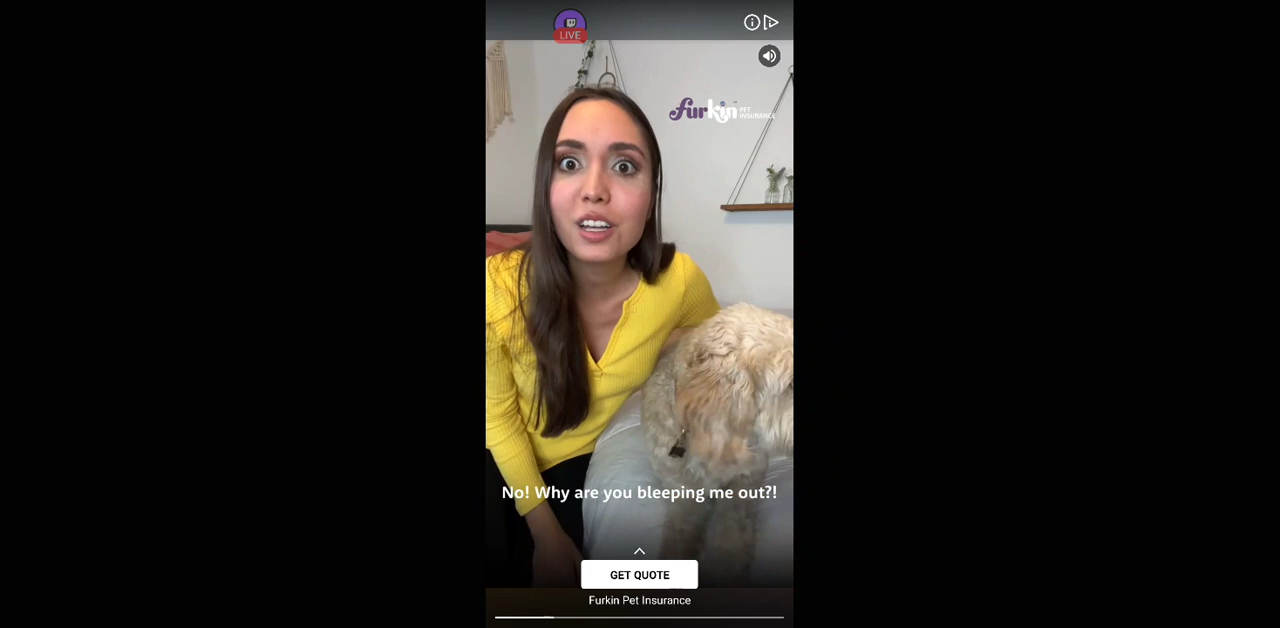 LIVE
furkin PET
INSURANCE
No! Why are you bleeping me out?!
GET QUOTE
Furkin Pet Insurance